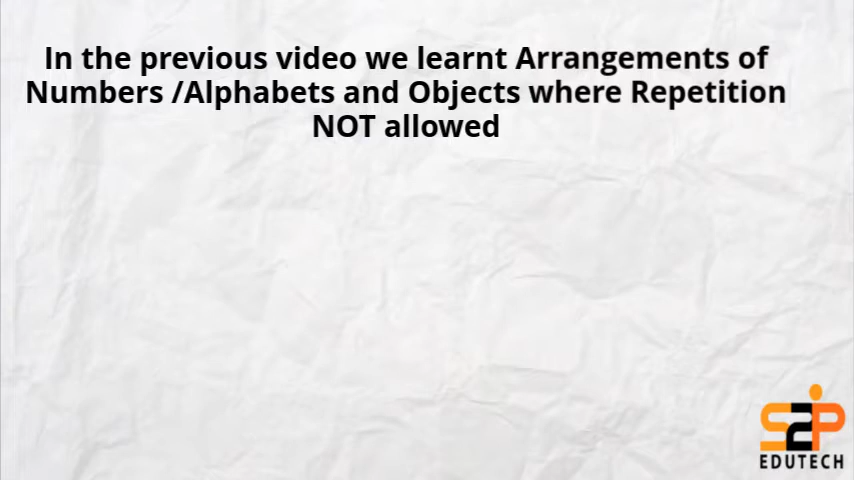 In the previous video we learnt Arrangements of
Numbers /Alphabets and Objects where Repetition
NOT allowed
S2P
EDUTECH